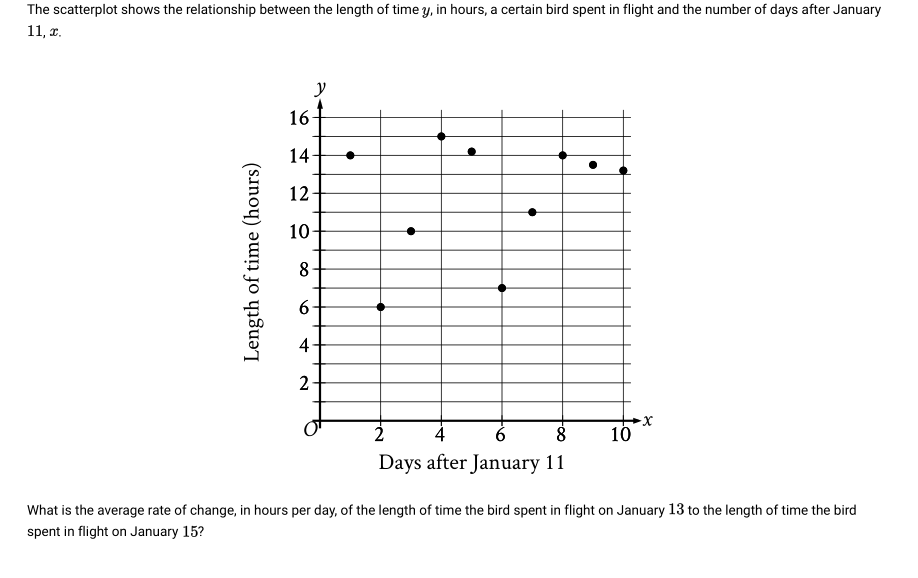 The scatterplot shows the relationship between the length of time y, in hours, a certain bird spent in flight and the number of days after January
11, x.
y
16
14
12
10
8
6
4
2
O
2 4 6 8 10 x
Length of time (hours)
Days after January 11
What is the average rate of change, in hours per day, of the length of time the bird spent in flight on January 13 to the length of time the bird
spent in flight on January 15?